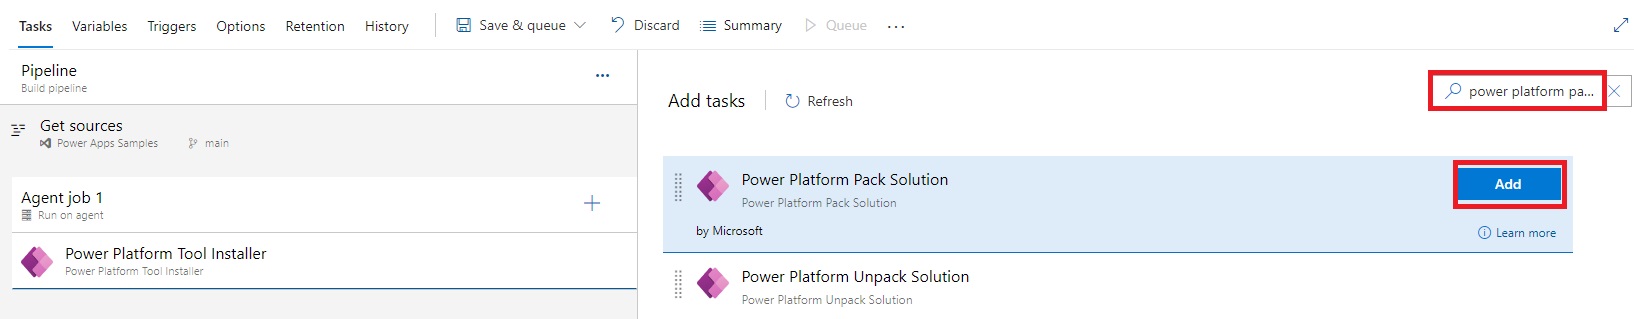 Tasks Variables Triggers Options Retention History Save & queue Discard Summary Queue ...
Pipeline
Build pipeline
Get sources
Power Apps Samples main
Agent job 1
Run on agent
Power Platform Tool Installer
Power Platform Tool Installer
Add tasks Refresh power platform pa...
Power Platform Pack Solution
Power Platform Pack Solution
Add
by Microsoft
Learn more
Power Platform Unpack Solution
Power Platform Unpack Solution